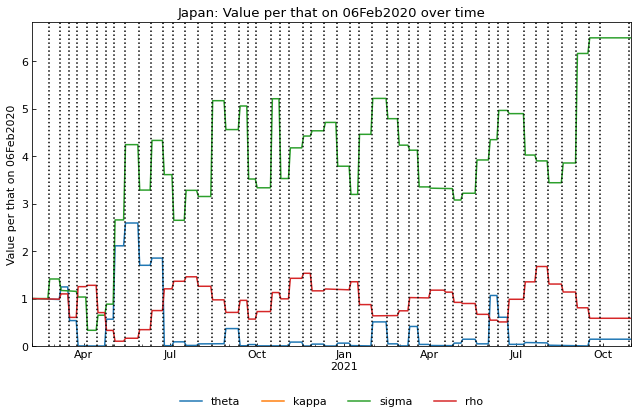 Japan: Value per that on 06Feb2020 over time
Value per that on 06Feb2020
6
5
4
3
2
1
0
Apr Jul Oct Jan Apr Jul Oct
2021
theta kappa sigma rho